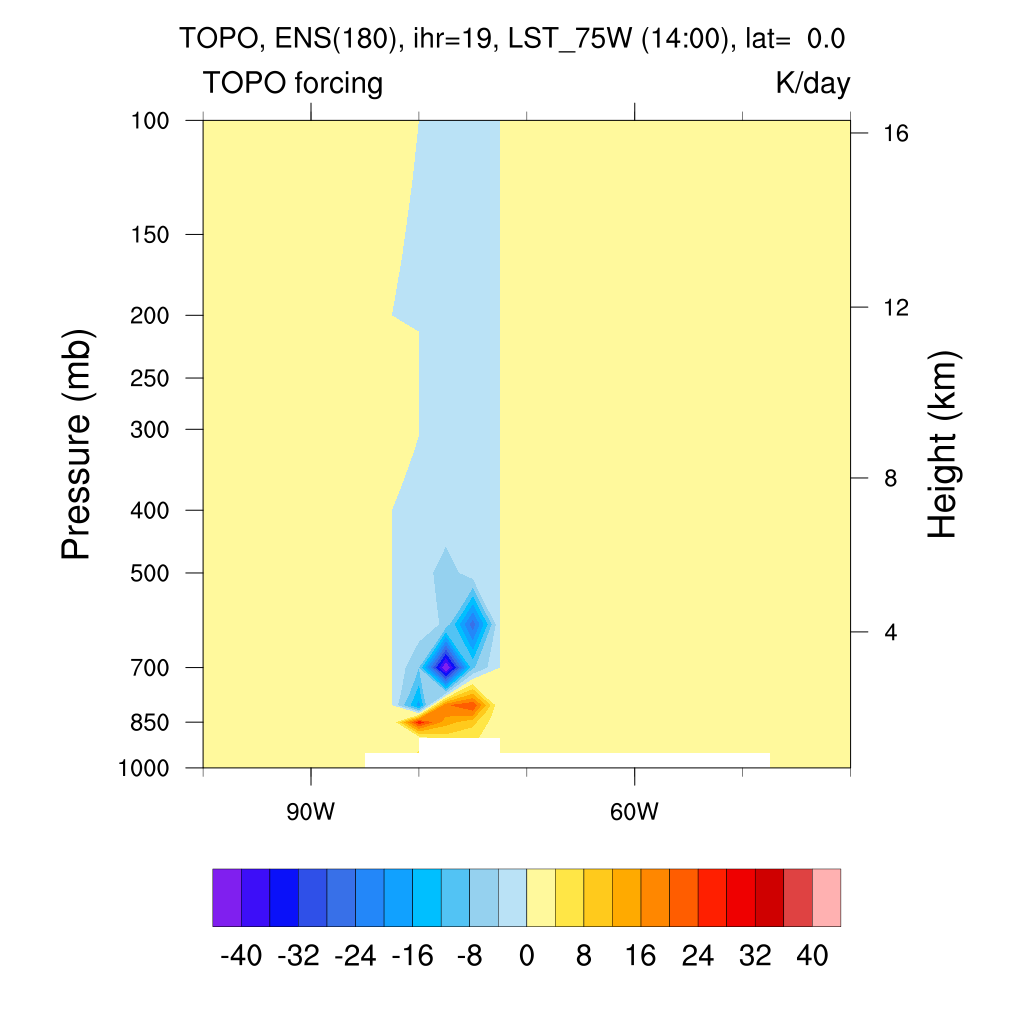 TOPO, ENS(180), ihr=19, LST_75W (14:00), lat=  0.0
TOPO forcing K/day
100
150
200
250
300
400
500
700
850
1000
Pressure (mb)
16
12
8
4
Height (km)
90W 60W
-40 -32 -24 -16 -8 0 8 16 24 32 40